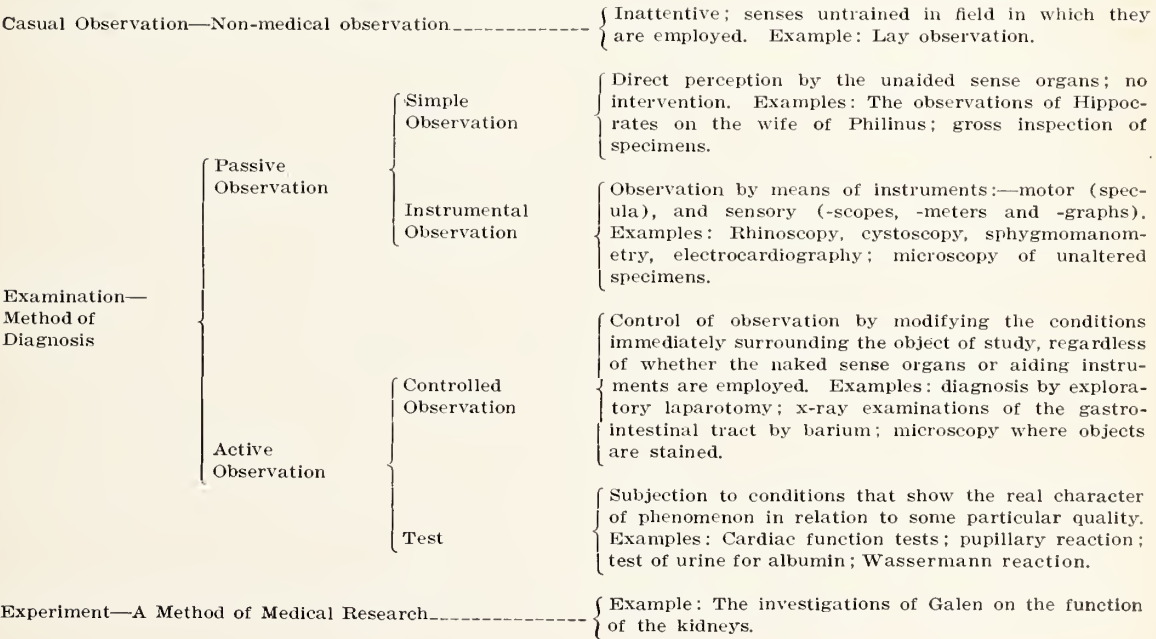 Casual Observation—Non-medical observation
Inattentive; senses untrained in field in which they
are employed. Example: Lay observation.
Examination—
Method of
Diagnosis
Passive
Observation
Simple
Observation
Direct perception by the unaided sense organs; no
intervention. Examples: The observations of Hippoc-
rates on the wife of Philinus; gross inspection of
specimens.
Instrumental
Observation
Observation by means of instruments:—motor (spec-
ula), and sensory (-scopes, -meters and -graphs).
Examples: Rhinoscopy, cystoscopy, sphygmomanom-
etry, electrocardiography; microscopy of unaltered
specimens.
Active
Observation
Controlled
Observation
Control of observation by modifying the conditions
immediately surrounding the object of study, regardless
of whether the naked sense organs or aiding instru-
ments are employed. Examples: diagnosis by explora-
tory laparotomy; x-ray examinations of the gastro-
intestinal tract by barium; microscopy where objects
are stained.
Test
Subjection to conditions that show the real character
of phenomenon in relation to some particular quality.
Examples: Cardiac function tests; pupillary reaction;
test of urine for albumin; Wassermann reaction.
Experiment—A Method of Medical Research
Example: The investigations of Galen on the function
of the kidneys.